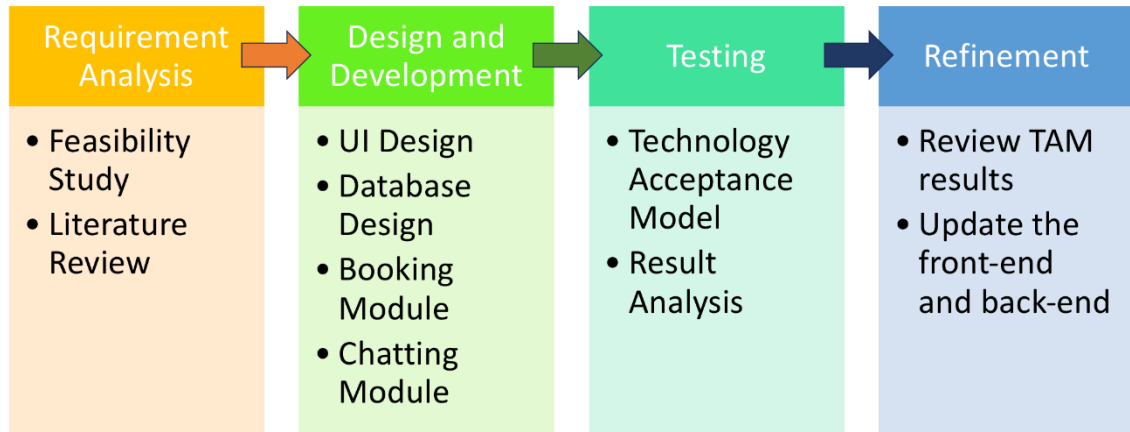 Requirement
Analysis
• Feasibility
Study
• Literature
Review
Design and
Development
• UI Design
• Database
Design
• Booking
Module
• Chatting
Module
Testing
• Technology
Acceptance
Model
• Result
Analysis
Refinement
• Review TAM
results
• Update the
front-end
and back-end